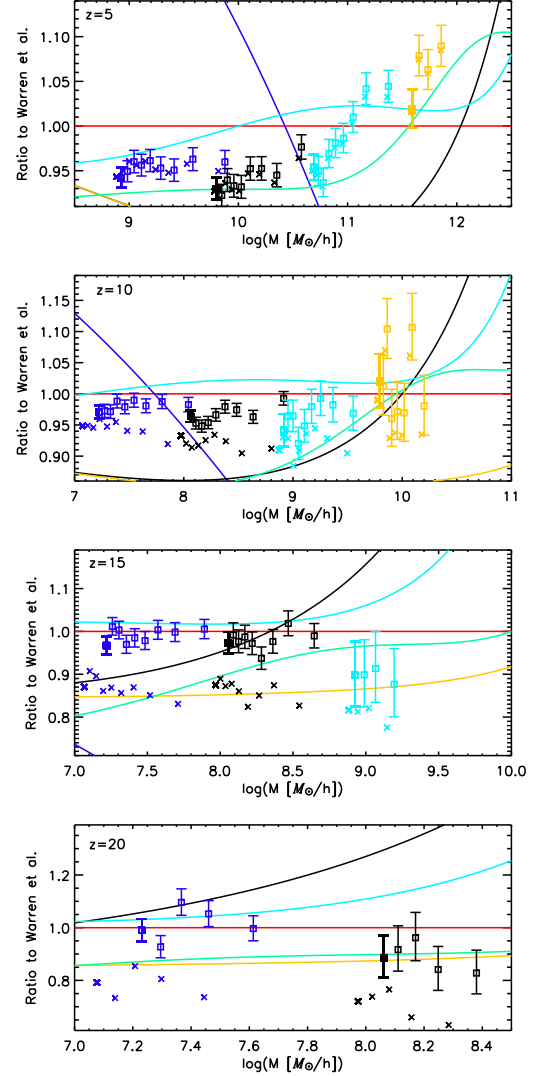 z=5
Ratio to Warren et al.
1.10
1.05
1.00
0.95
9 10 11 12
log(M [M⊙/h])
z=10
Ratio to Warren et al.
1.15
1.10
1.05
1.00
0.95
0.90
7 8 9 10 11
log(M [M⊙/h])
z=15
Ratio to Warren et al.
1.1
1.0
0.9
0.8
7.0 7.5 8.0 8.5 9.0 9.5 10.0
log(M [M⊙/h])
z=20
Ratio to Warren et al.
1.2
1.0
0.8
7.0 7.2 7.4 7.6 7.8 8.0 8.2 8.4
log(M [M⊙/h])